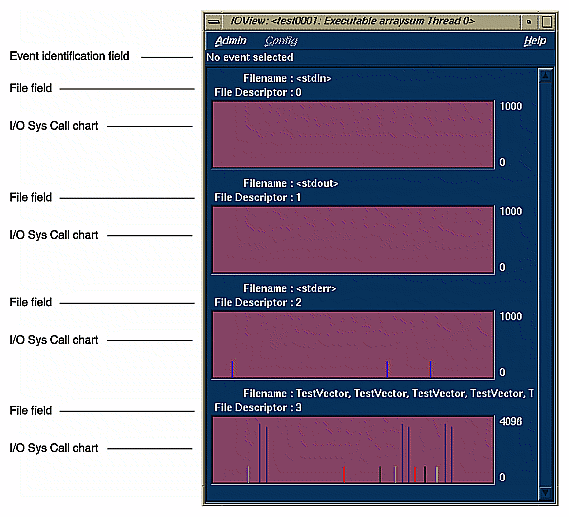 IOView: <test0001: Executable arraysum Thread 0>
Admin Config Help
Event identification field No event selected
Filename : <stdin>
File field File Descriptor : 0
1000
I/O Sys Call chart
0
Filename : <stdout>
File field File Descriptor : 1
1000
I/O Sys Call chart
0
Filename : <stderr>
File field File Descriptor : 2
1000
I/O Sys Call chart
0
Filename : TestVector, TestVector, TestVector, TestVector, T
File field File Descriptor : 3
4096
I/O Sys Call chart
0